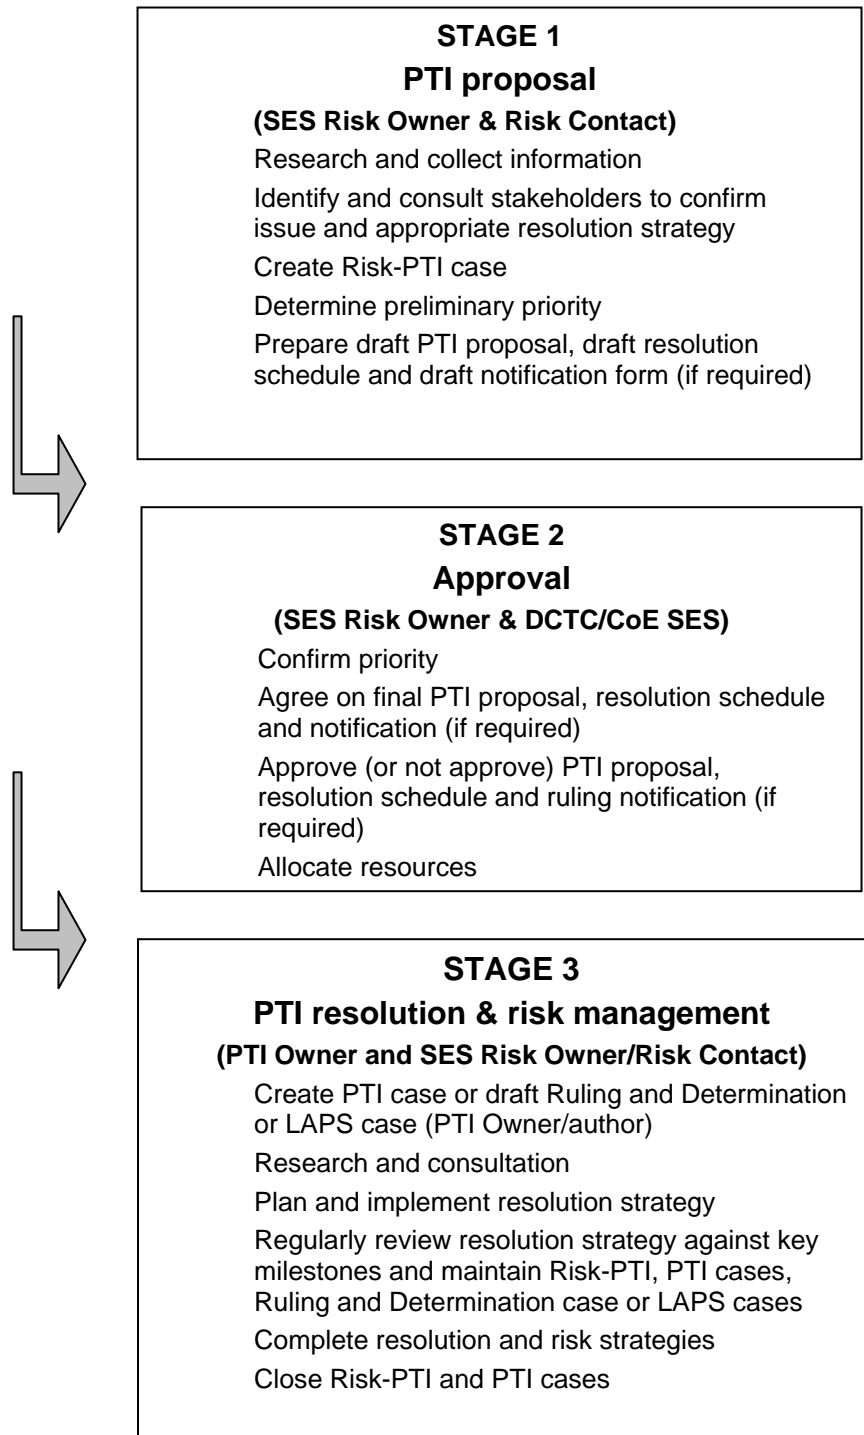 STAGE 1
PTI proposal
(SES Risk Owner & Risk Contact)
Research and collect information
Identify and consult stakeholders to confirm
issue and appropriate resolution strategy
Create Risk-PTI case
Determine preliminary priority
Prepare draft PTI proposal, draft resolution
schedule and draft notification form (if required)
STAGE 2
Approval
(SES Risk Owner & DCTC/CoE SES)
Confirm priority
Agree on final PTI proposal, resolution schedule
and notification (if required)
Approve (or not approve) PTI proposal,
resolution schedule and ruling notification (if
required)
Allocate resources
STAGE 3
PTI resolution & risk management
(PTI Owner and SES Risk Owner/Risk Contact)
Create PTI case or draft Ruling and Determination
or LAPS case (PTI Owner/author)
Research and consultation
Plan and implement resolution strategy
Regularly review resolution strategy against key
milestones and maintain Risk-PTI, PTI cases,
Ruling and Determination case or LAPS cases
Complete resolution and risk strategies
Close Risk-PTI and PTI cases